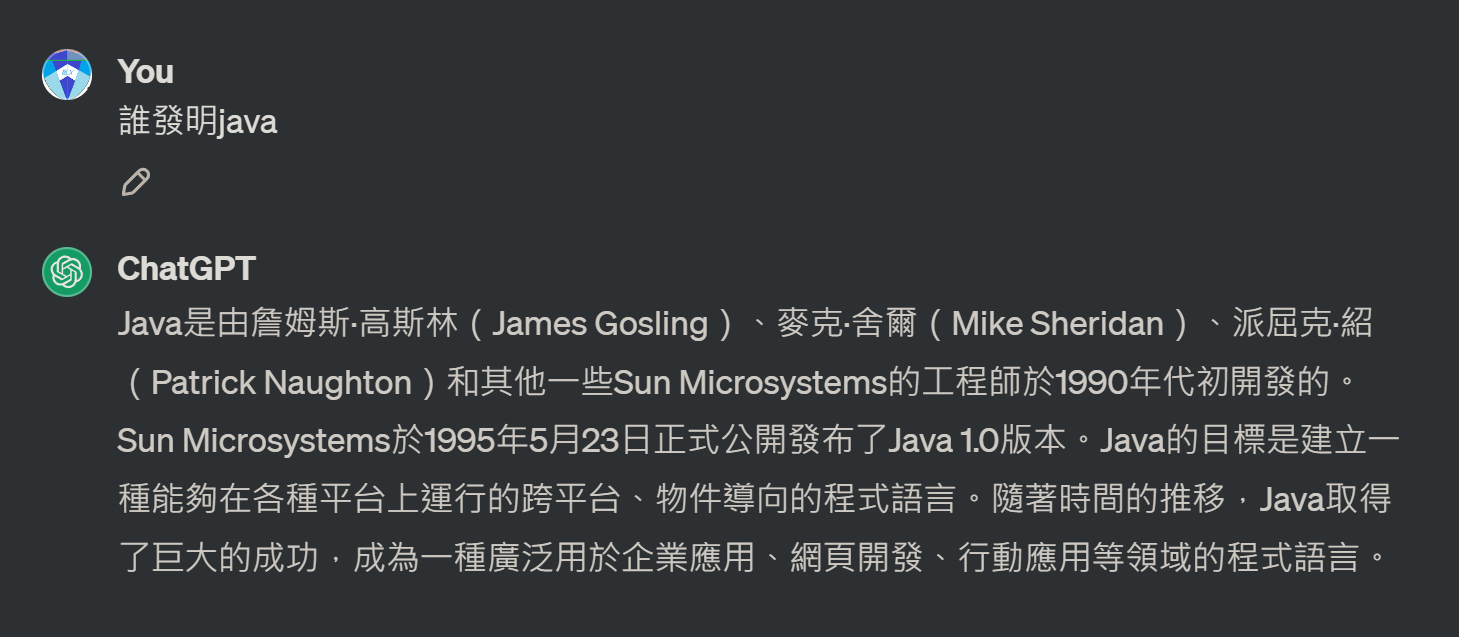 You
誰發明java
ChatGPT
Java是由詹姆斯·高斯林（James Gosling）、麥克·舍爾（Mike Sheridan）、派屈克·紹
（Patrick Naughton）和其他一些Sun Microsystems的工程師於1990年代初開發的。
Sun Microsystems於1995年5月23日正式公開發布了Java 1.0版本。Java的目標是建立一
種能夠在各種平台上運行的跨平台、物件導向的程式語言。隨著時間的推移，Java取得
了巨大的成功，成為一種廣泛用於企業應用、網頁開發、行動應用等領域的程式語言。